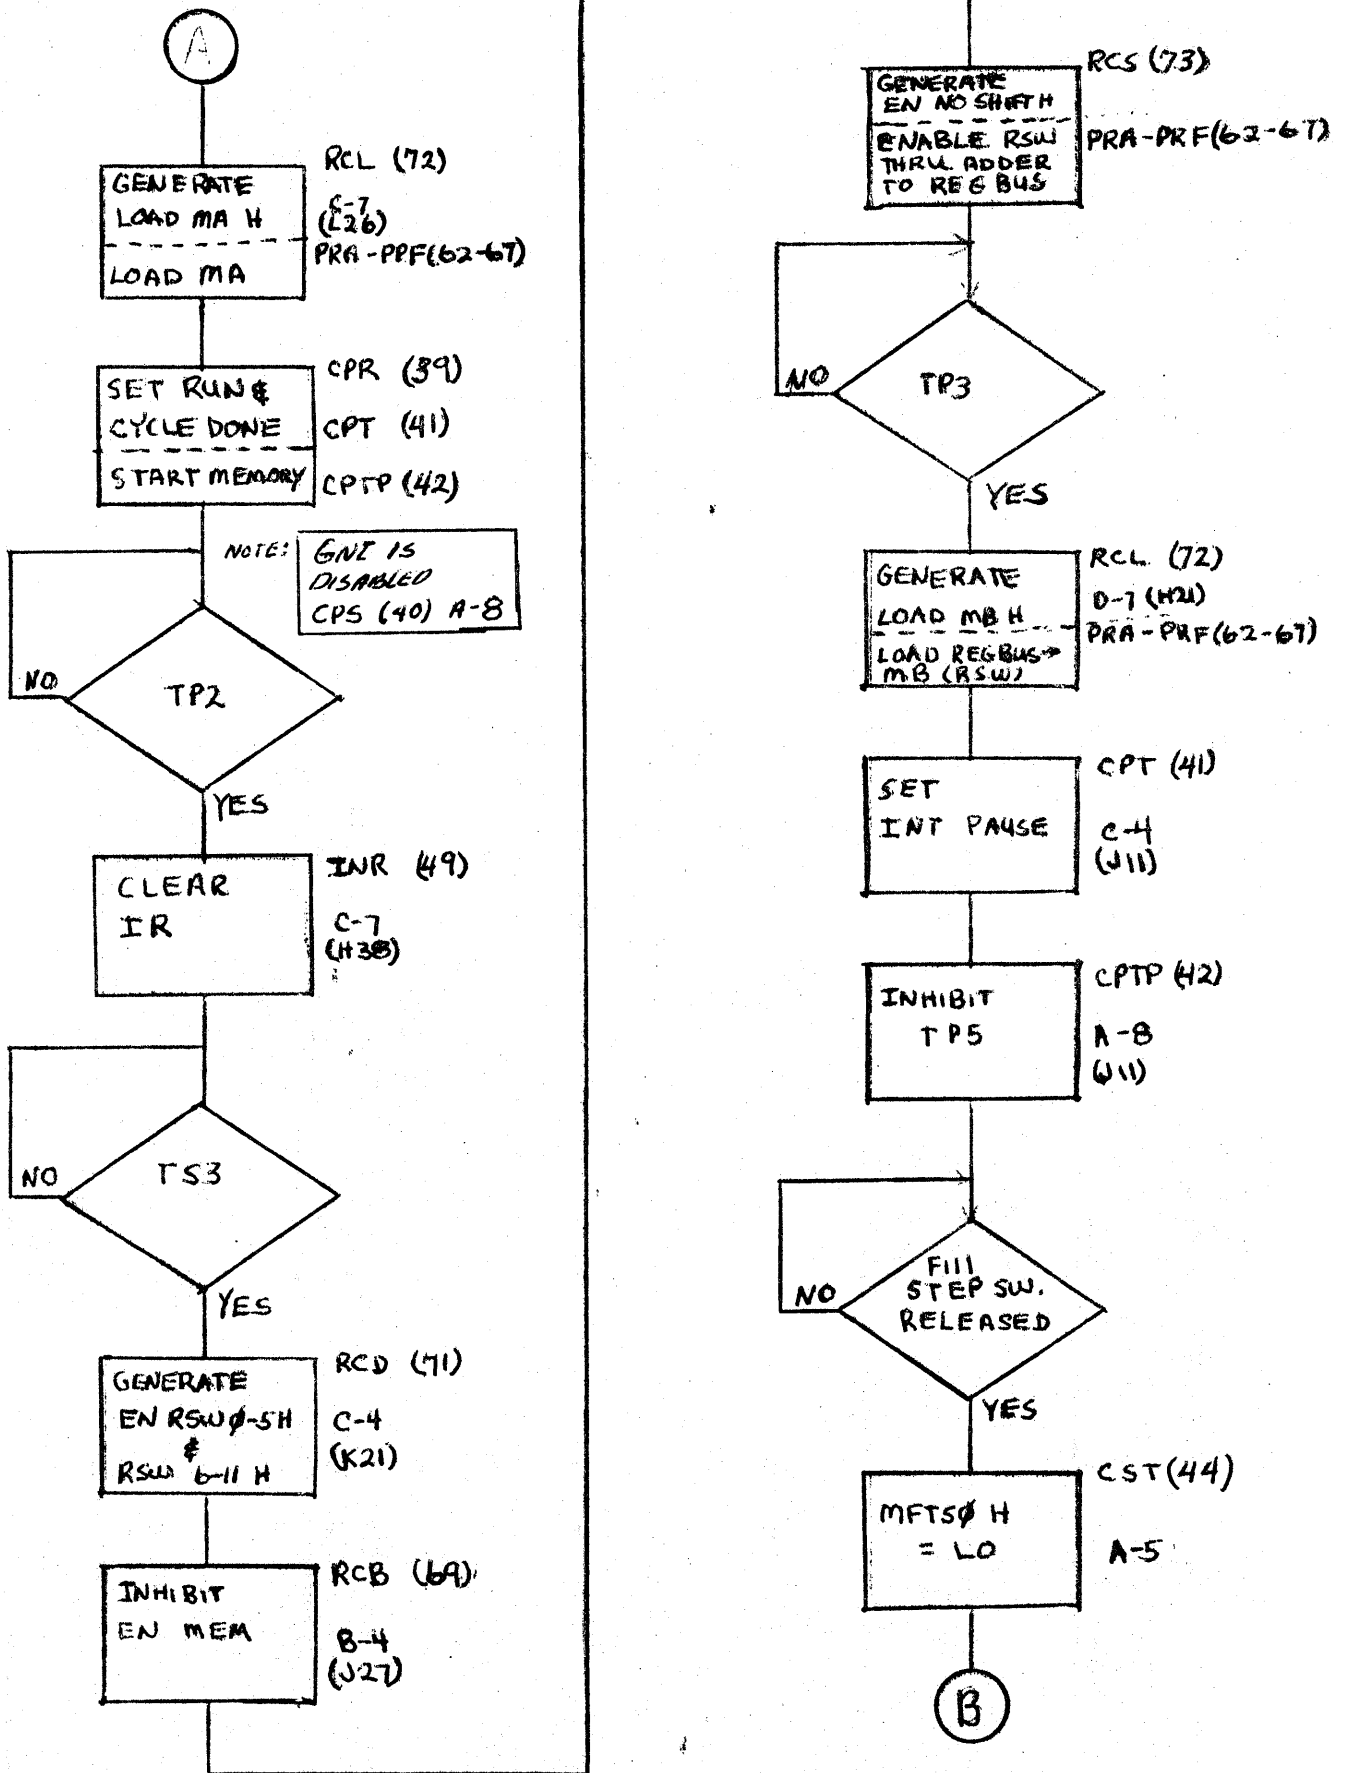 A
GENERATE
LOAD MA H
LOAD MA
RCL (72)
C-7
(L26)
PRA-PPF(62-67)
SET RUN &
CYCLE DONE
START MEMORY
CPR (39)
CPT (41)
CPTP (42)
NOTE:
GNI IS
DISABLED
CPS (40) A-8
TP2
NO
YES
CLEAR
IR
INR (49)
C-7
(H38)
TS3
NO
YES
GENERATE
EN RSWØ-5H
&
RSW 6-11 H
RCD (71)
C-4
(K21)
INHIBIT
EN MEM
RCB (69)
B-4
(J27)
GENERATE
EN NO SHIFT H
ENABLE RSW
THRU ADDER
TO REG BUS
RCS (73)
PRA-PRF(62-67)
TP3
NO
YES
GENERATE
LOAD MB H
LOAD REGBUS→
MB (RSW)
RCL (72)
D-7 (H21)
PRA-PRF(62-67)
SET
INT PAUSE
CPT (41)
C-4
(J11)
INHIBIT
TP5
CPTP (42)
A-8
(J11)
FIll
STEP SW.
RELEASED
NO
YES
MFTSØ H
= LO
CST(44)
A-5
B